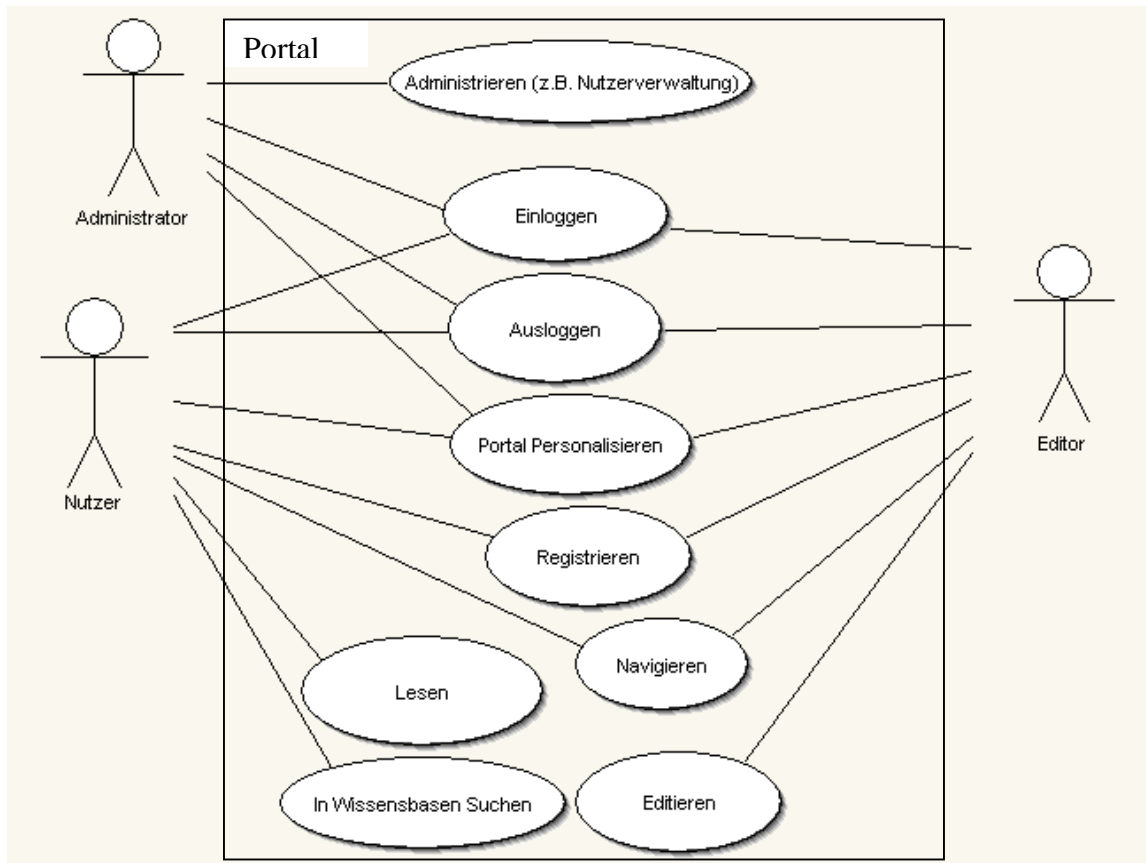 Portal
Administrieren (z.B. Nutzerverwaltung)
Administrator
Einloggen
Ausloggen
Editor
Portal Personalisieren
Nutzer
Registrieren
Navigieren
Lesen
In Wissensbasen Suchen
Editieren